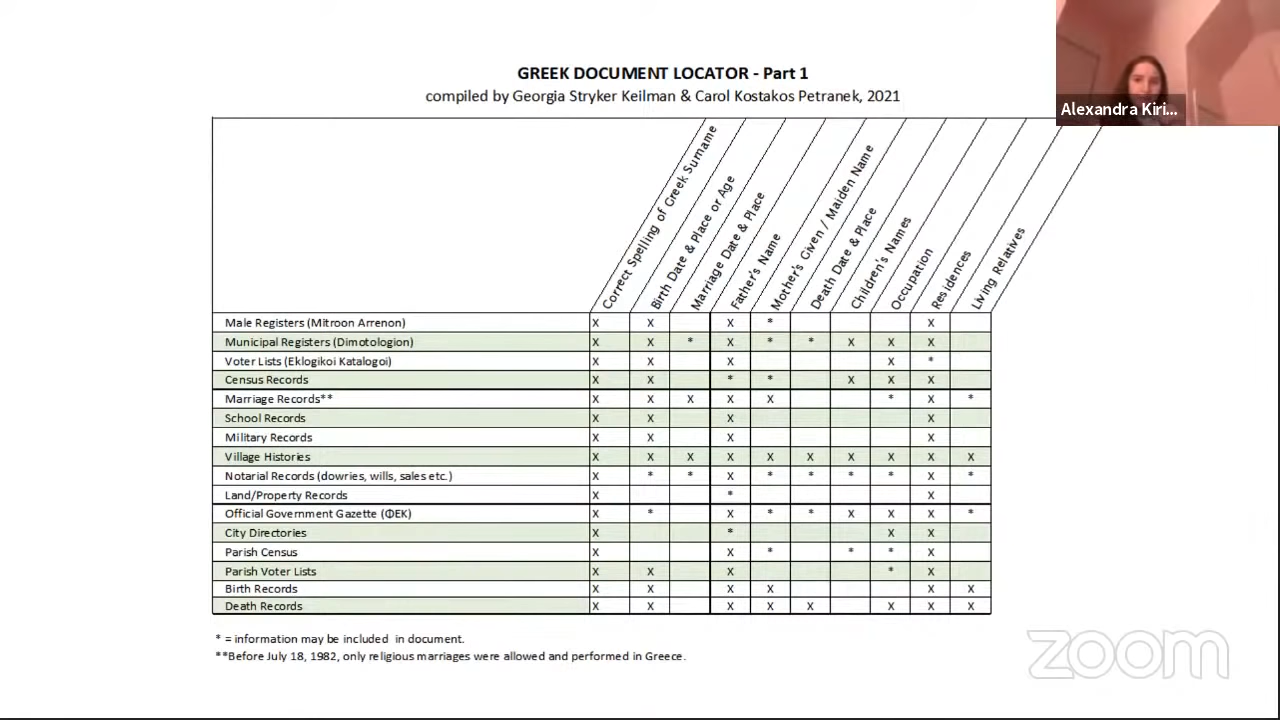 GREEK DOCUMENT LOCATOR - Part 1
compiled by Georgia Stryker Keilman & Carol Kostakos Petranek, 2021
Alexandra Kiri...
Correct Spelling of Greek Surname
Birth Date & Place or Age
Marriage Date & Place
Father's Name
Mother's Given / Maiden Name
Death Date & Place
Children's Names
Occupation
Residences
Living Relatives
Male Registers (Mitroon Arrenon) X X X * X
Municipal Registers (Dimotologion) X X * X * * X X X
Voter Lists (Eklogikoi Katalogoi) X X X X *
Census Records X X * * X X X
Marriage Records** X X X X X * X *
School Records X X X X
Military Records X X X X
Village Histories X X X X X X X X X X
Notarial Records (dowries, wills, sales etc.) X * * X * * * * X *
Land/Property Records X * X
Official Government Gazette (ΦΕΚ) X * X * * X X X *
City Directories X * X X
Parish Census X X * * * X
Parish Voter Lists X X X * X
Birth Records X X X X X X
Death Records X X X X X X X X
* = information may be included in document.
**Before July 18, 1982, only religious marriages were allowed and performed in Greece.
zoom